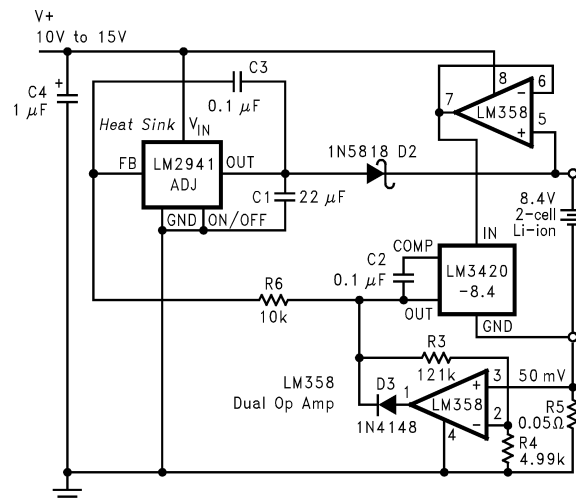 V+
10V to 15V
C4
+
1 μF
C3
0.1 μF
Heat Sink
VIN
FB
LM2941
ADJ
OUT
GND
ON/OFF
C1
22 μF
1N5818 D2
8
7
6
5
−
+
LM358
8.4V
2-cell
Li-ion
IN
COMP
C2
0.1 μF
LM3420
-8.4
OUT
GND
R6
10k
R3
121k
LM358
Dual Op Amp
D3
1N4148
1
3
2
4
+
−
LM358
50 mV
R5
0.05Ω
R4
4.99k